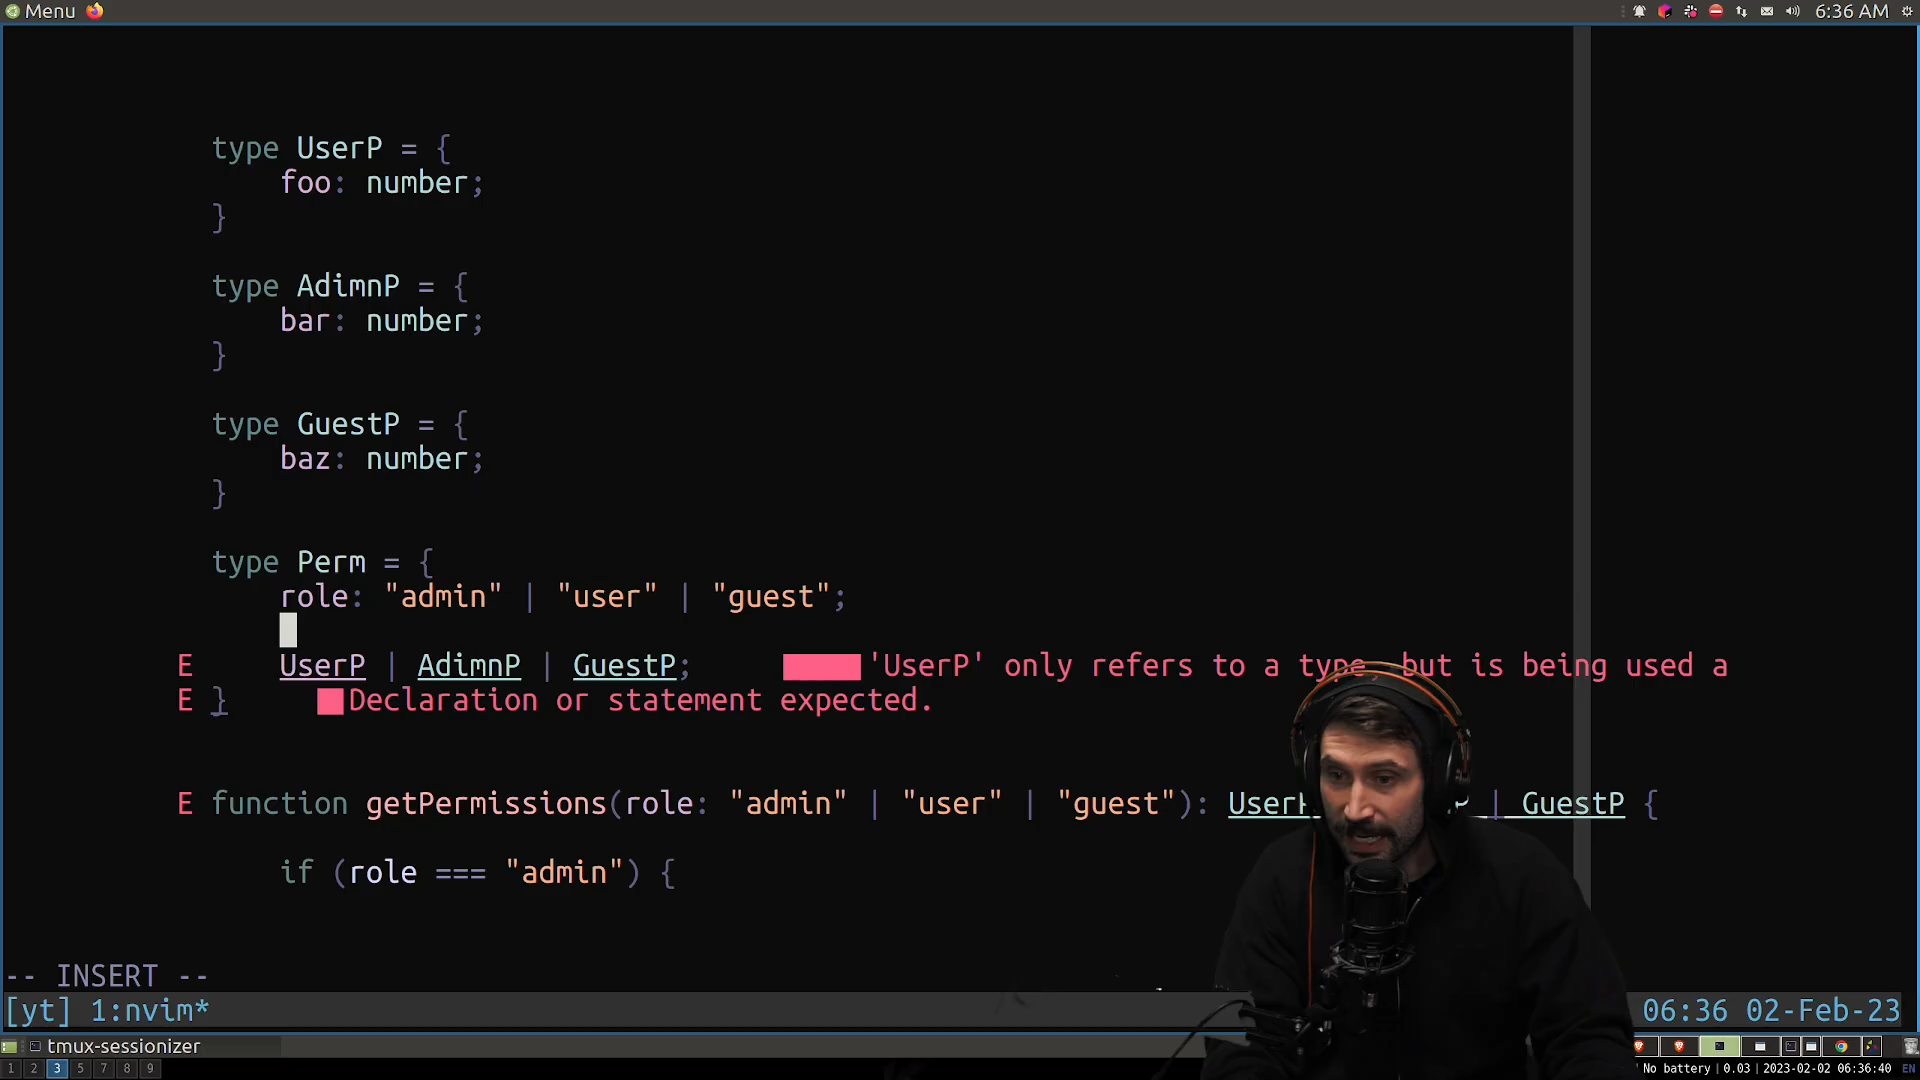 Menu
6:36 AM
type UserP = {
foo: number;
}
type AdimnP = {
bar: number;
}
type GuestP = {
baz: number;
}
type Perm = {
role: "admin" | "user" | "guest";
E UserP | AdimnP | GuestP; 'UserP' only refers to a type, but is being used a
E } Declaration or statement expected.
E function getPermissions(role: "admin" | "user" | "guest"): User | GuestP {
if (role === "admin") {
-- INSERT --
[yt] 1:nvim* 06:36 02-Feb-23
tmux-sessionizer
1 2 3 4 5 7 8 9 No battery | 0.03 | 2023-02-02 06:36:40 EN